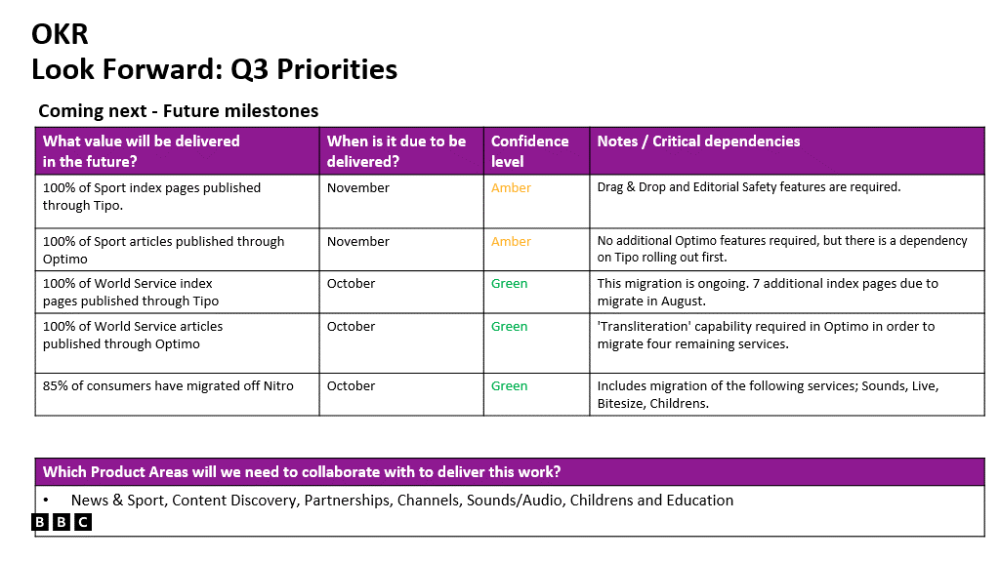 OKR
Look Forward: Q3 Priorities
Coming next - Future milestones
What value will be delivered
in the future?
When is it due to be
delivered?
Confidence
level
Notes / Critical dependencies
100% of Sport index pages published
through Tipo.
November
Amber
Drag & Drop and Editorial Safety features are required.
100% of Sport articles published through
Optimo
November
Amber
No additional Optimo features required, but there is a dependency
on Tipo rolling out first.
100% of World Service index
pages published through Tipo
October
Green
This migration is ongoing. 7 additional index pages due to
migrate in August.
100% of World Service articles
published through Optimo
October
Green
'Transliteration' capability required in Optimo in order to
migrate four remaining services.
85% of consumers have migrated off Nitro
October
Green
Includes migration of the following services; Sounds, Live,
Bitesize, Childrens.
Which Product Areas will we need to collaborate with to deliver this work?
• News & Sport, Content Discovery, Partnerships, Channels, Sounds/Audio, Childrens and Education
BBC